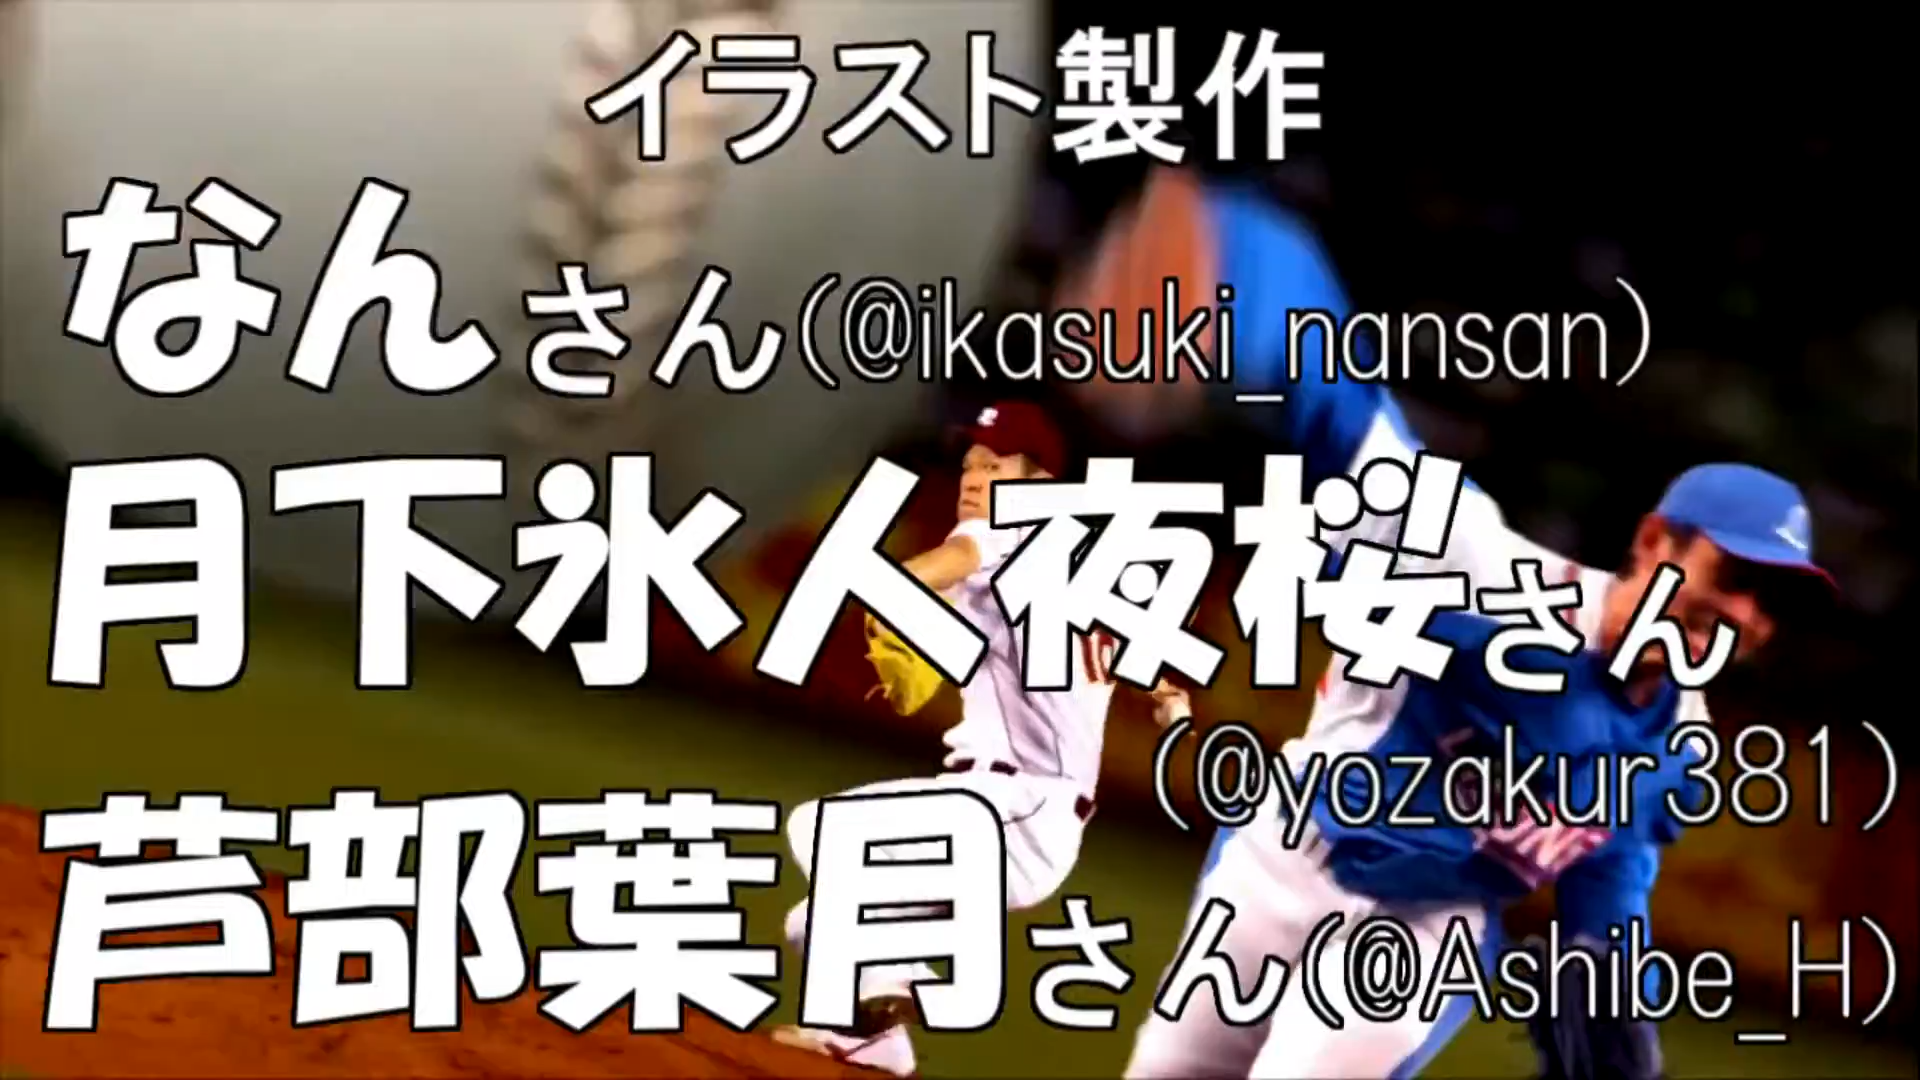 イラスト製作
なんさん(@ikasuki_nansan)
月下氷人夜桜さん
(@yozakur381)
芦部葉月さん(@Ashibe_H)